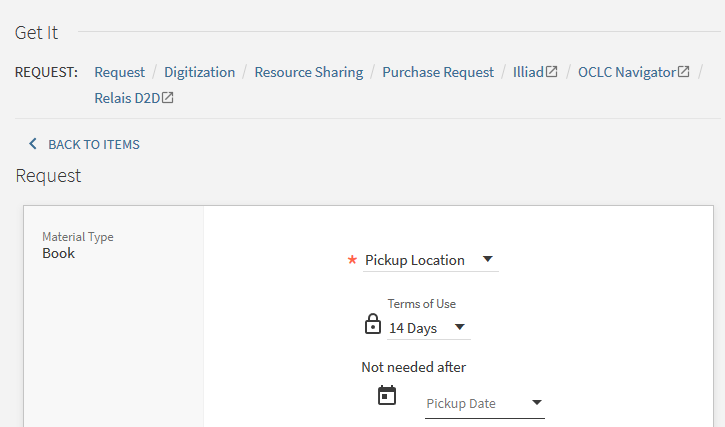 Get It
REQUEST: Request / Digitization / Resource Sharing / Purchase Request / Illiad / OCLC Navigator /
Relais D2D
BACK TO ITEMS
Request
Material Type
Book
* Pickup Location
Terms of Use
14 Days
Not needed after
Pickup Date